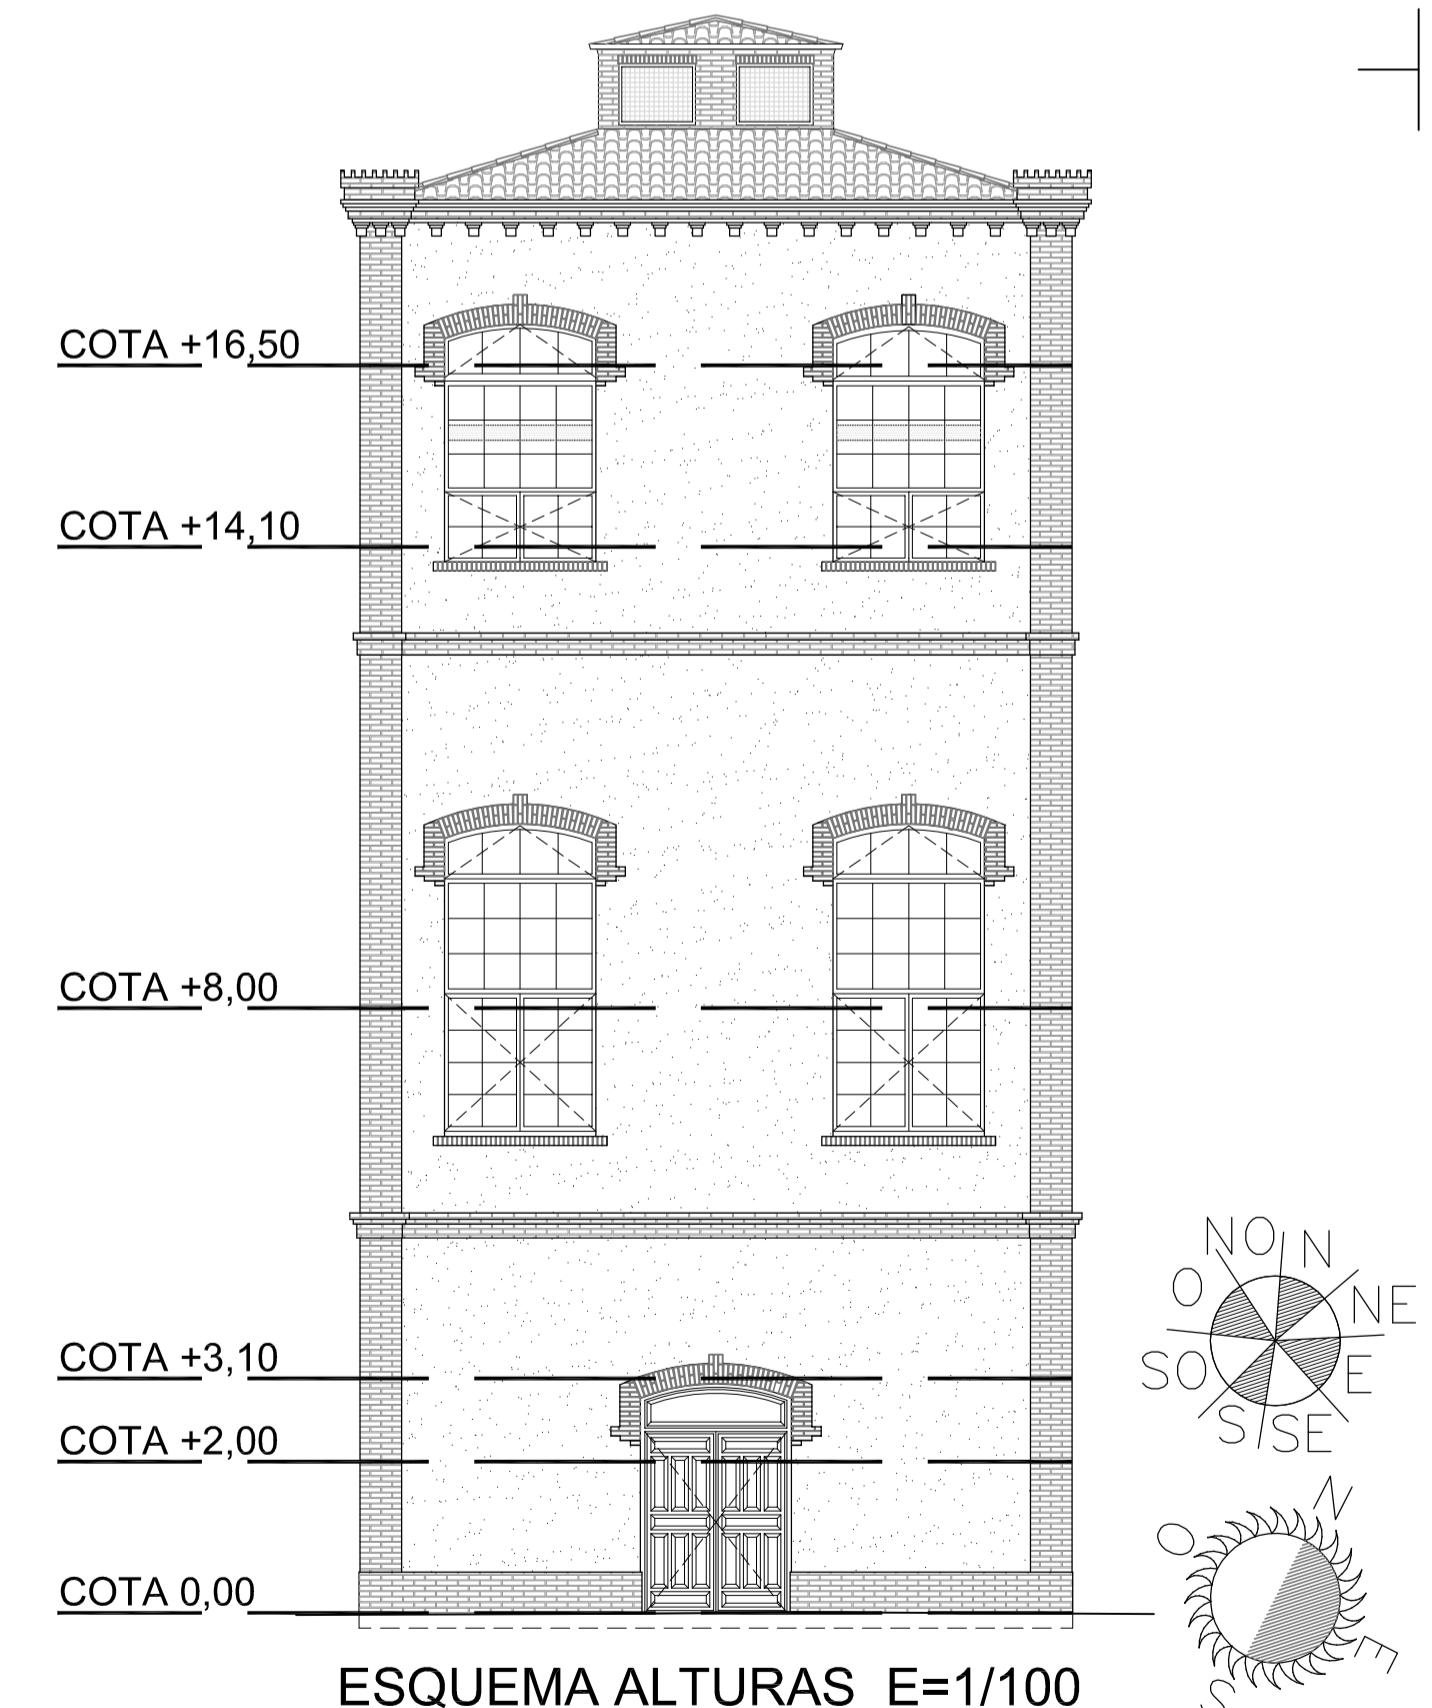 COTA +16,50
COTA +14,10
COTA +8,00
COTA +3,10
COTA +2,00
COTA 0,00
NO N
O NE
SO E
S SE
N
O
E
S
ESQUEMA ALTURAS E=1/100